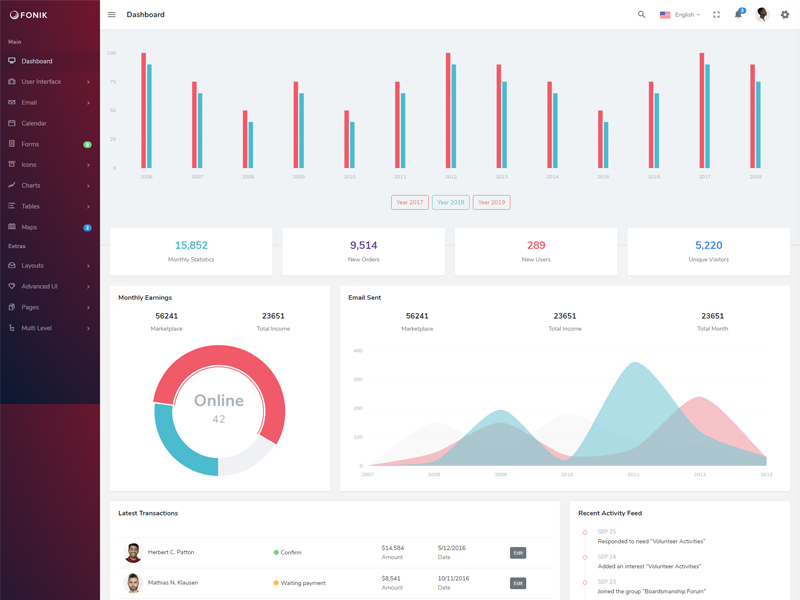 FONIK
Dashboard
English
3
Main
Dashboard
User Interface
Email
Calendar
Forms
Icons
Charts
Tables
Maps
2
Extras
Layouts
Advanced UI
Pages
Multi Level
100
75
50
25
0
2006 2007 2008 2009 2010 2011 2012 2013 2014 2015 2016 2017 2018
Year 2017 Year 2018 Year 2019
15,852 9,514 289 5,220
Monthly Statistics New Orders New Users Unique Visitors
Monthly Earnings
56241 23651
Marketplace Total Income
Online
42
Email Sent
56241 23651 23651
Marketplace Total Income Total Month
400
300
200
100
0
2007 2008 2009 2010 2011 2012 2013
Latest Transactions
Herbert C. Patton Confirm $14,584 5/12/2016 Edit
Amount Date
Mathias N. Klausen Waiting payment $8,541 10/11/2016 Edit
Amount Date
Recent Activity Feed
SEP 25
Responded to need "Volunteer Activities"
SEP 24
Added an interest "Volunteer Activities"
SEP 23
Joined the group "Boardsmanship Forum"